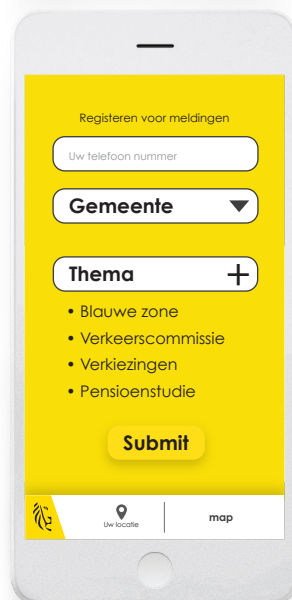 Registeren voor meldingen
Uw telefoon nummer
Gemeente
Thema
• Blauwe zone
• Verkeerscommissie
• Verkiezingen
• Pensioenstudie
Submit
Uw locatie
map